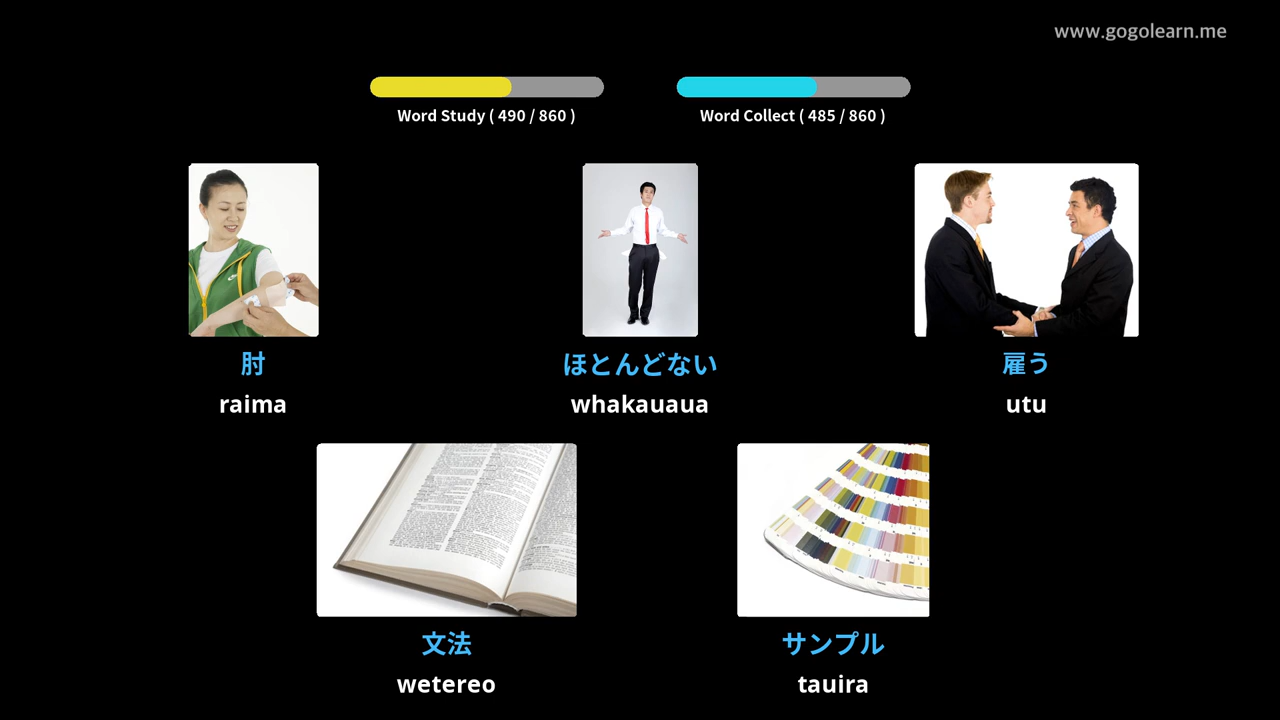 www.gogolearn.me
Word Study ( 490 / 860 )
Word Collect ( 485 / 860 )
肘
raima
ほとんどない
whakauaua
雇う
utu
文法
wetereo
サンプル
tauira